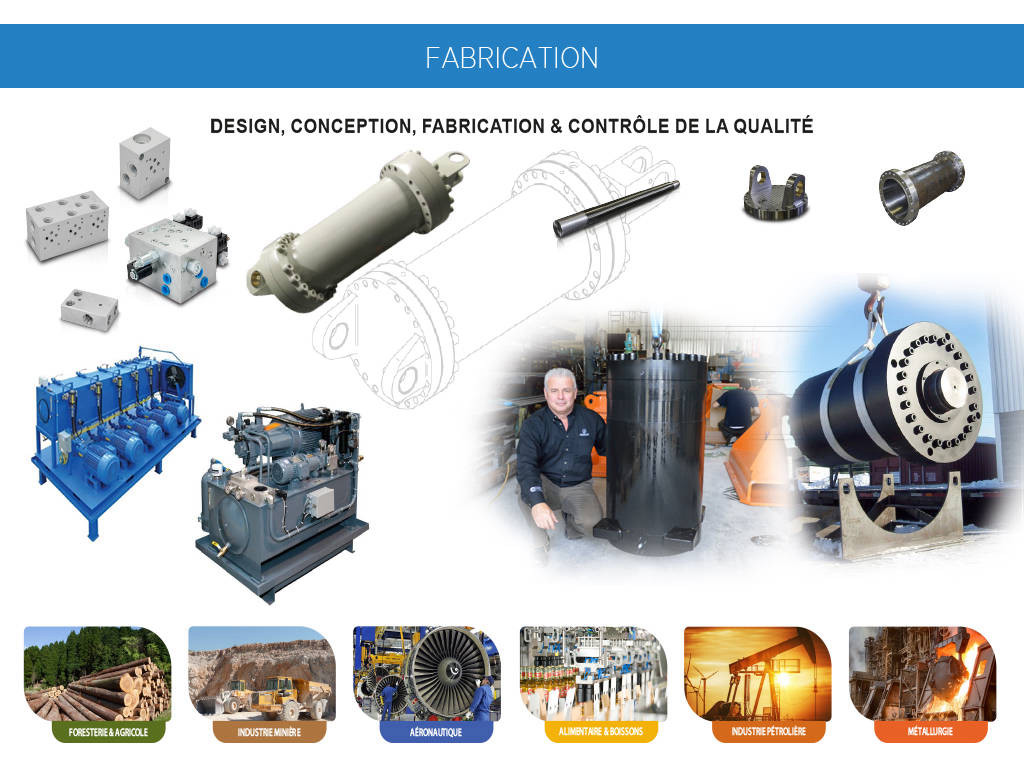 FABRICATION
DESIGN, CONCEPTION, FABRICATION & CONTRÔLE DE LA QUALITÉ
FORESTERIE & AGRICOLE
INDUSTRIE MINIÈRE
AÉRONAUTIQUE
ALIMENTAIRE & BOISSONS
INDUSTRIE PÉTROLIÈRE
MÉTALLURGIE